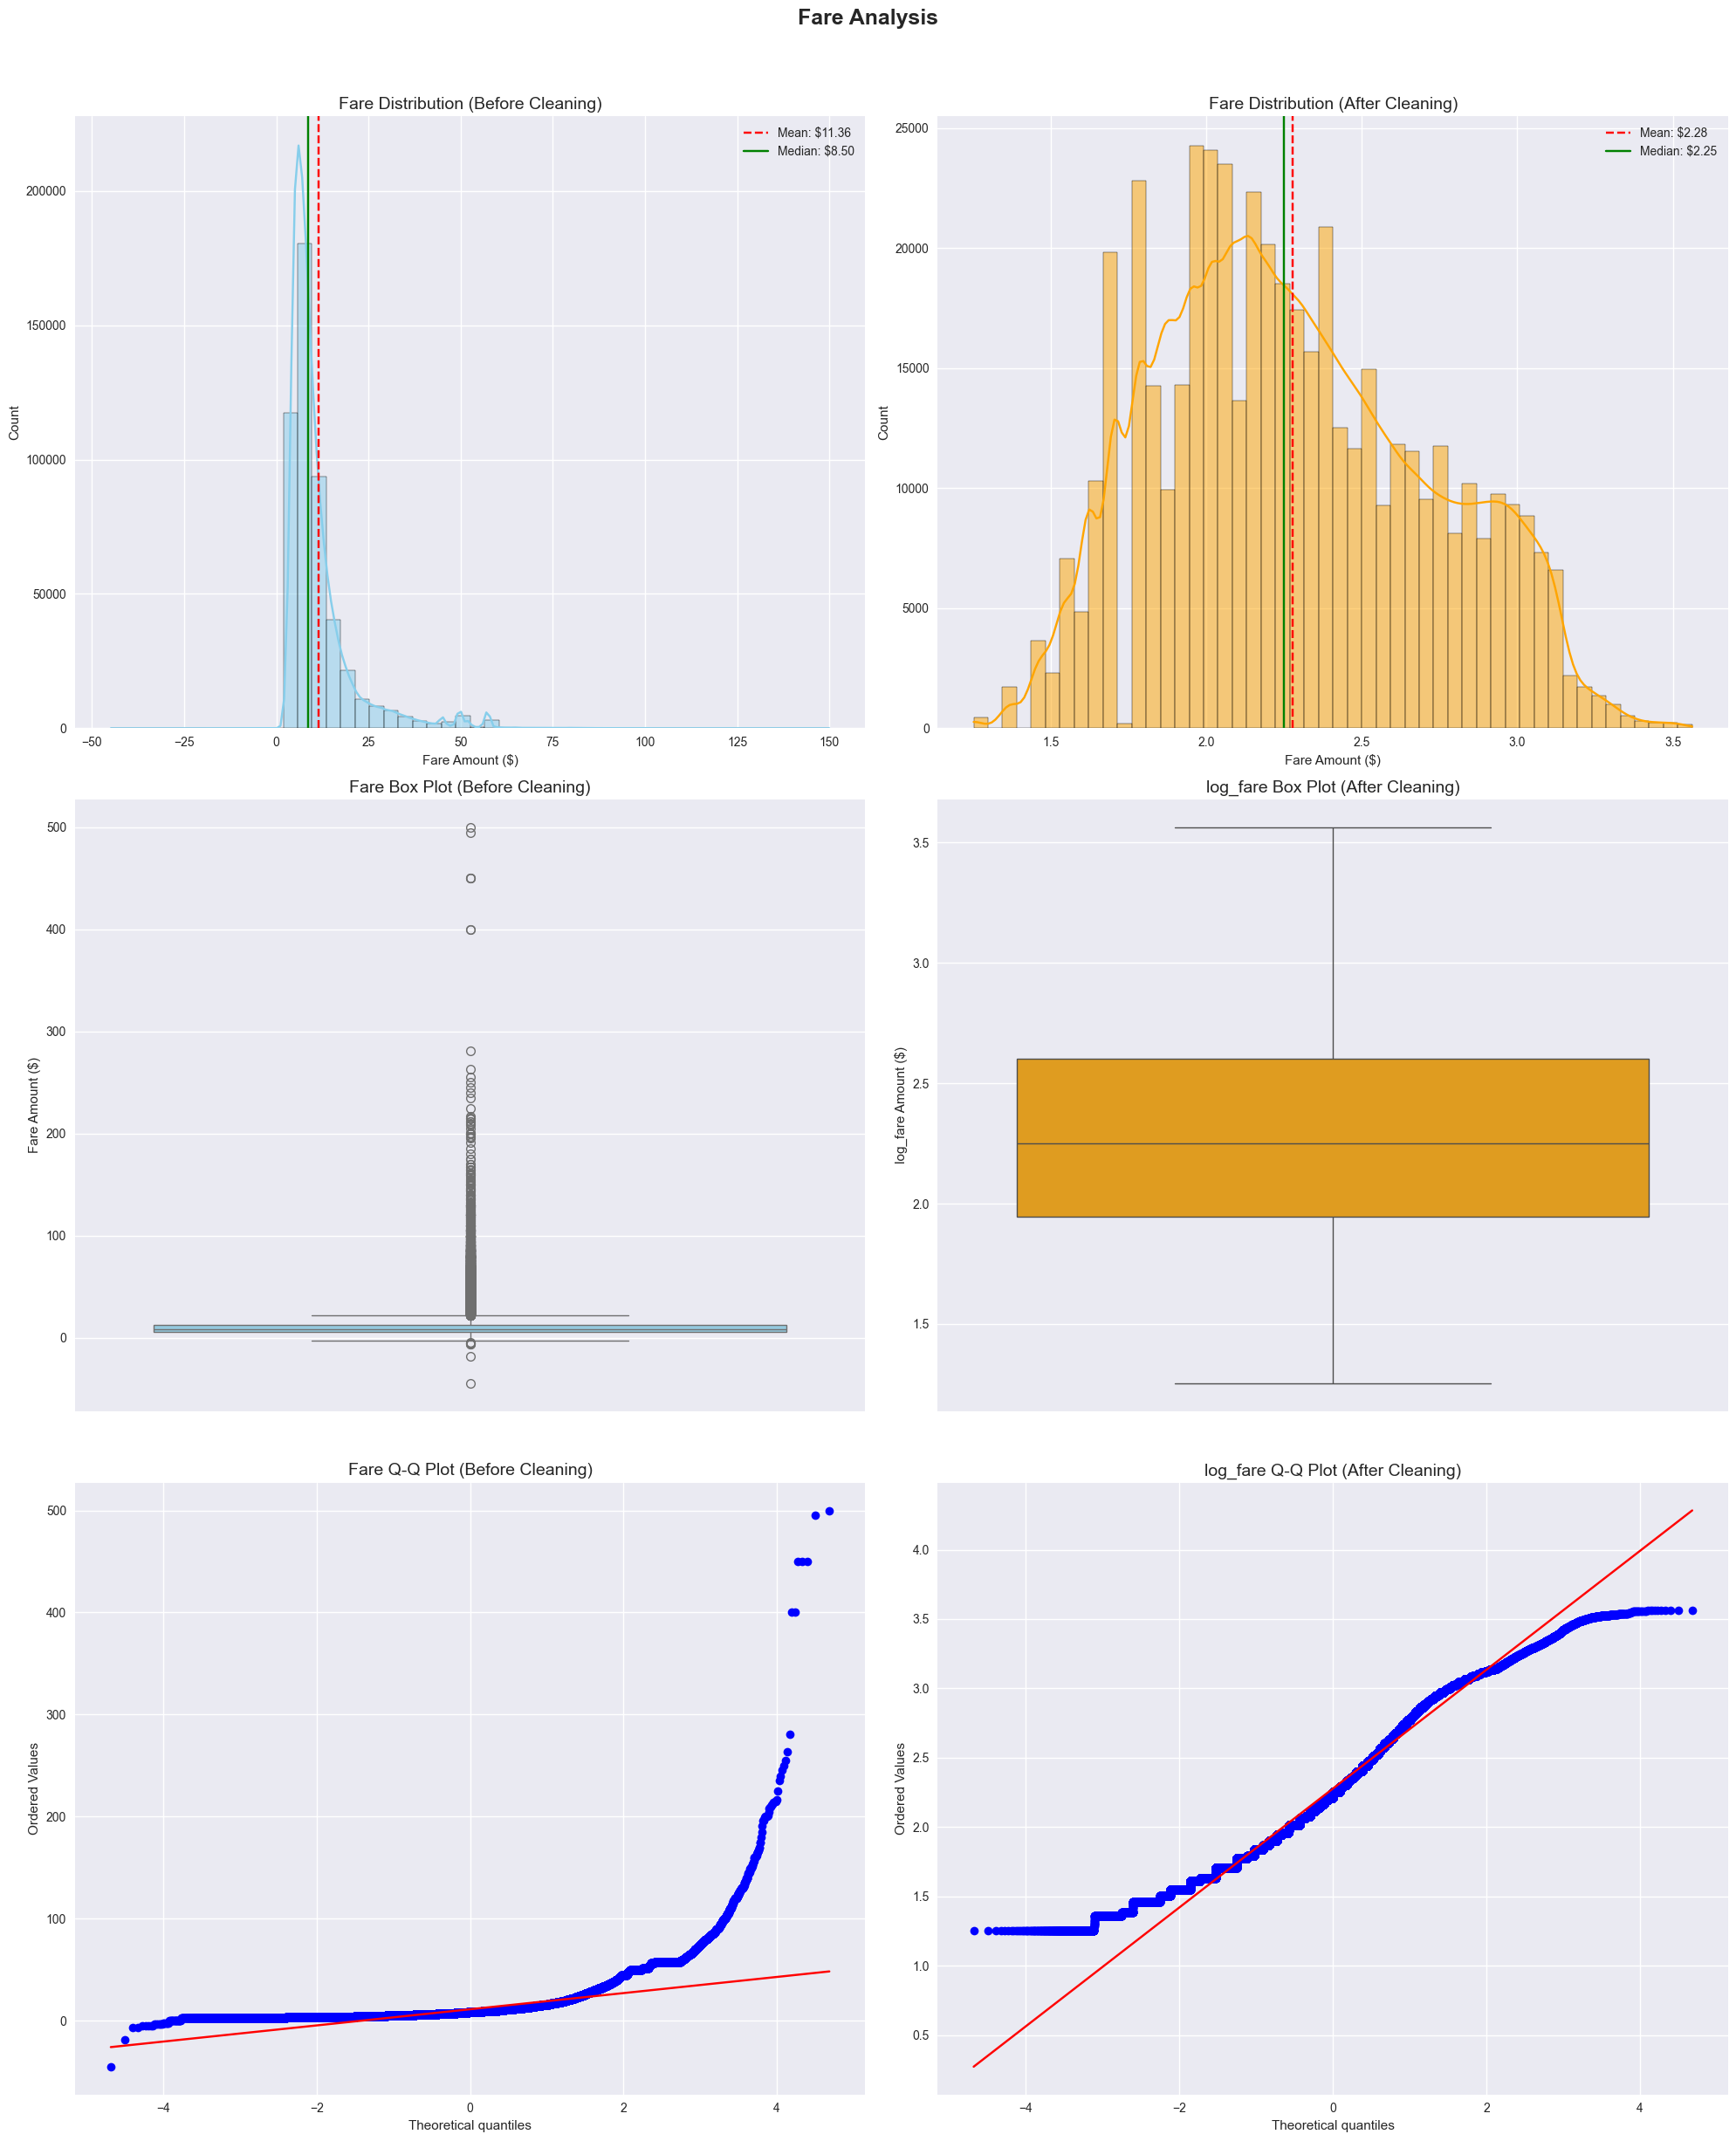 Fare Analysis
Fare Distribution (Before Cleaning)
Mean: $11.36
Median: $8.50
200000
150000
100000
50000
0
Count
−50
−25
0
25
50
75
100
125
150
Fare Amount ($)
Fare Distribution (After Cleaning)
Mean: $2.28
Median: $2.25
25000
20000
15000
10000
5000
0
Count
1.5
2.0
2.5
3.0
3.5
Fare Amount ($)
Fare Box Plot (Before Cleaning)
500
400
300
200
100
0
Fare Amount ($)
log_fare Box Plot (After Cleaning)
3.5
3.0
2.5
2.0
1.5
log_fare Amount ($)
Fare Q-Q Plot (Before Cleaning)
500
400
300
200
100
0
Ordered Values
−4
−2
0
2
4
Theoretical quantiles
log_fare Q-Q Plot (After Cleaning)
4.0
3.5
3.0
2.5
2.0
1.5
1.0
0.5
Ordered Values
−4
−2
0
2
4
Theoretical quantiles